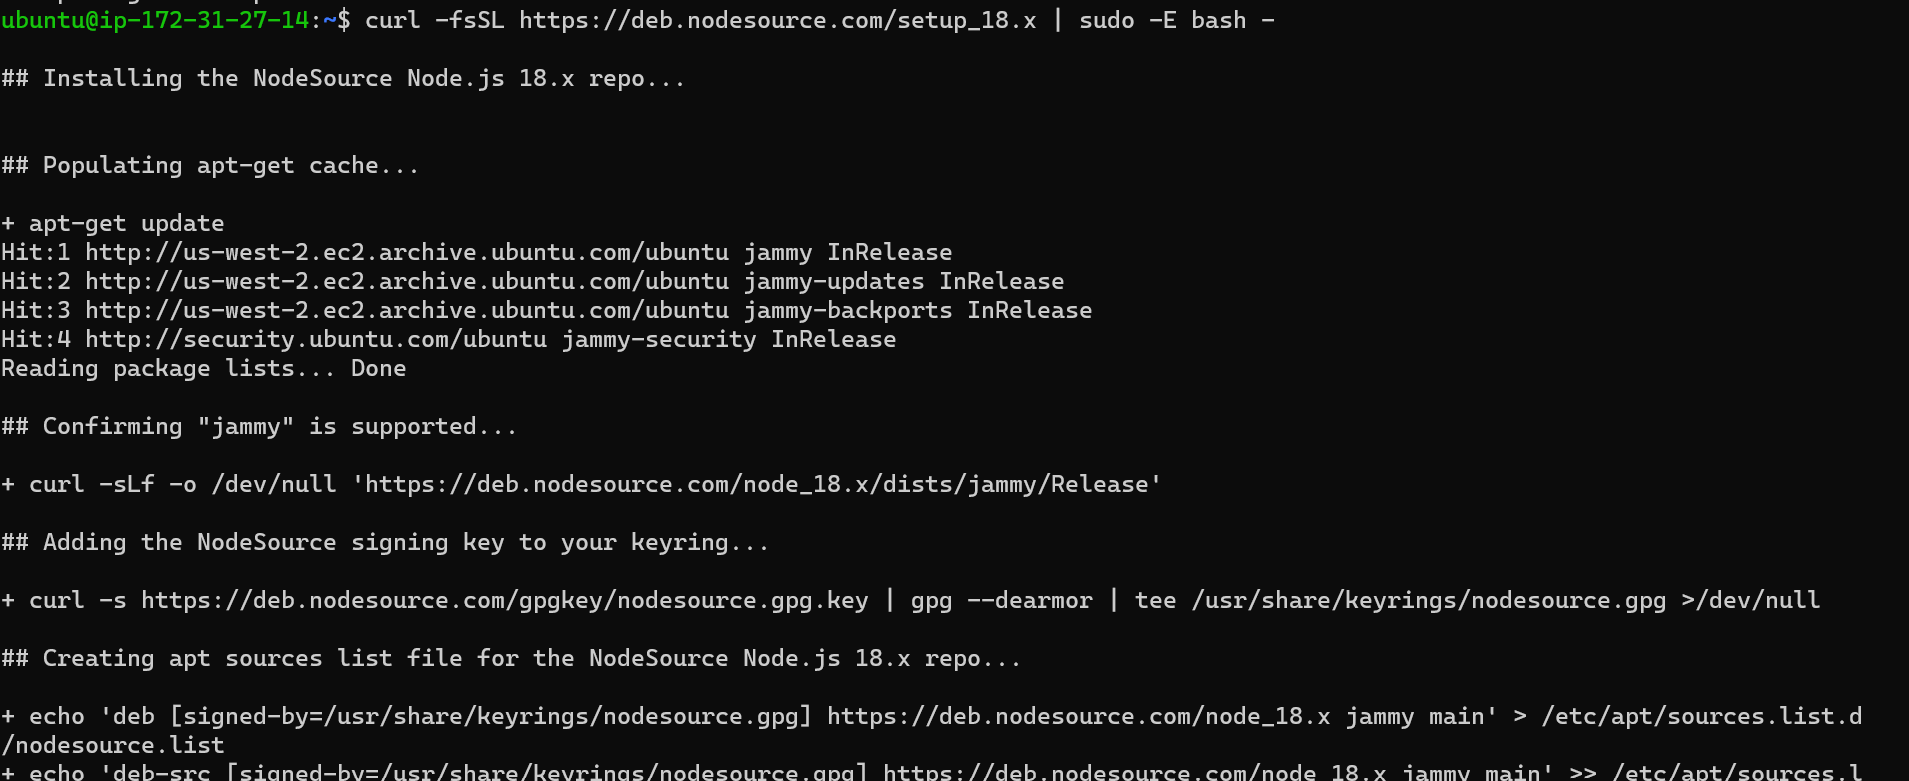 ubuntu@ip-172-31-27-14:~$ curl -fsSL https://deb.nodesource.com/setup_18.x | sudo -E bash -
## Installing the NodeSource Node.js 18.x repo...
## Populating apt-get cache...
+ apt-get update
Hit:1 http://us-west-2.ec2.archive.ubuntu.com/ubuntu jammy InRelease
Hit:2 http://us-west-2.ec2.archive.ubuntu.com/ubuntu jammy-updates InRelease
Hit:3 http://us-west-2.ec2.archive.ubuntu.com/ubuntu jammy-backports InRelease
Hit:4 http://security.ubuntu.com/ubuntu jammy-security InRelease
Reading package lists... Done
## Confirming "jammy" is supported...
+ curl -sLf -o /dev/null 'https://deb.nodesource.com/node_18.x/dists/jammy/Release'
## Adding the NodeSource signing key to your keyring...
+ curl -s https://deb.nodesource.com/gpgkey/nodesource.gpg.key | gpg --dearmor | tee /usr/share/keyrings/nodesource.gpg >/dev/null
## Creating apt sources list file for the NodeSource Node.js 18.x repo...
+ echo 'deb [signed-by=/usr/share/keyrings/nodesource.gpg] https://deb.nodesource.com/node_18.x jammy main' > /etc/apt/sources.list.d
/nodesource.list
+ echo 'deb-src [signed-by=/usr/share/keyrings/nodesource.gpg] https://deb.nodesource.com/node_18.x jammy main' >> /etc/apt/sources.l